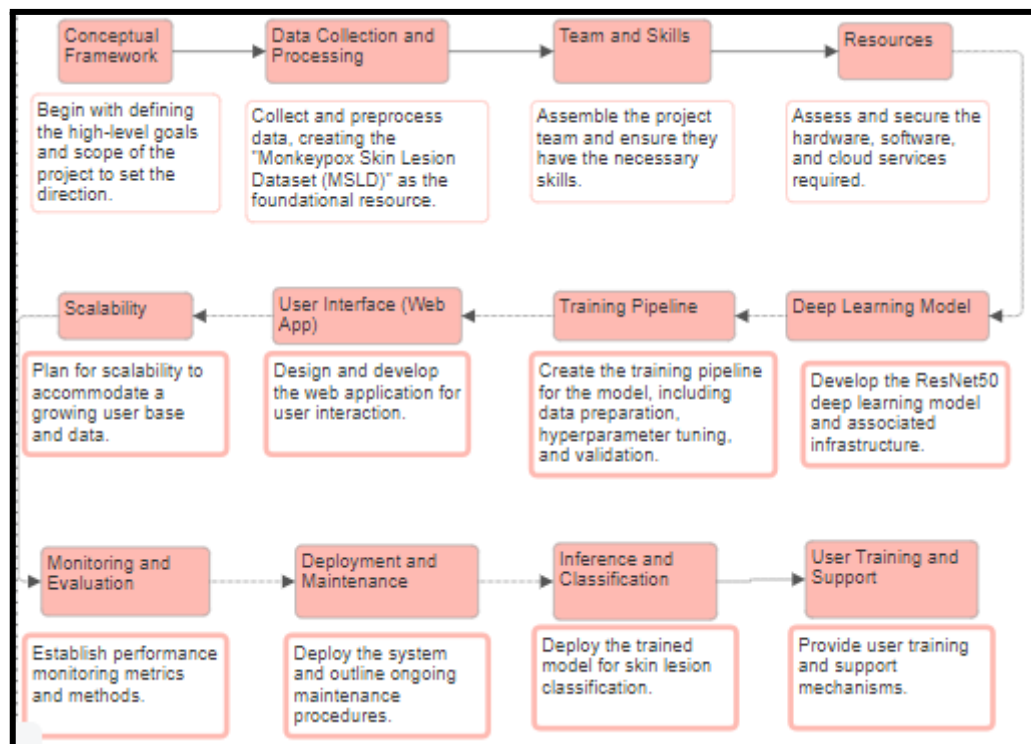 Conceptual
Framework
Data Collection and
Processing
Team and Skills
Resources
Begin with defining
the high-level goals
and scope of the
project to set the
direction.
Collect and preprocess
data, creating the
"Monkeypox Skin Lesion
Dataset (MSLD)" as the
foundational resource.
Assemble the project
team and ensure they
have the necessary
skills.
Assess and secure the
hardware, software,
and cloud services
required.
Scalability
User Interface (Web
App)
Training Pipeline
Deep Learning Model
Plan for scalability to
accommodate a
growing user base
and data.
Design and develop
the web application for
user interaction.
Create the training pipeline
for the model, including
data preparation,
hyperparameter tuning,
and validation.
Develop the ResNet50
deep learning model
and associated
infrastructure.
Monitoring and
Evaluation
Deployment and
Maintenance
Inference and
Classification
User Training and
Support
Establish performance
monitoring metrics
and methods.
Deploy the system
and outline ongoing
maintenance
procedures.
Deploy the trained
model for skin lesion
classification.
Provide user training
and support
mechanisms.